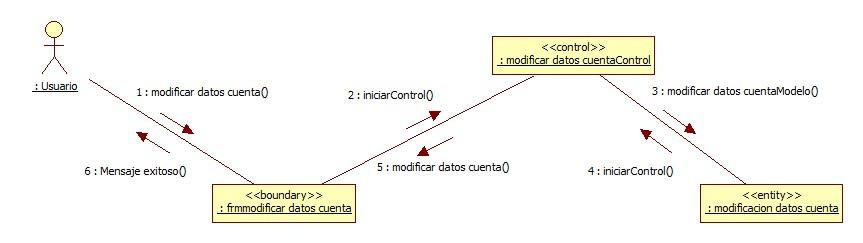 <<control>>
: modificar datos cuentaControl
: Usuario
1 : modificar datos cuenta()
2 : iniciarControl()
3 : modificar datos cuentaModelo()
6 : Mensaje exitoso()
5 : modificar datos cuenta()
4 : iniciarControl()
<<boundary>>
: frmmodificar datos cuenta
<<entity>>
: modificacion datos cuenta